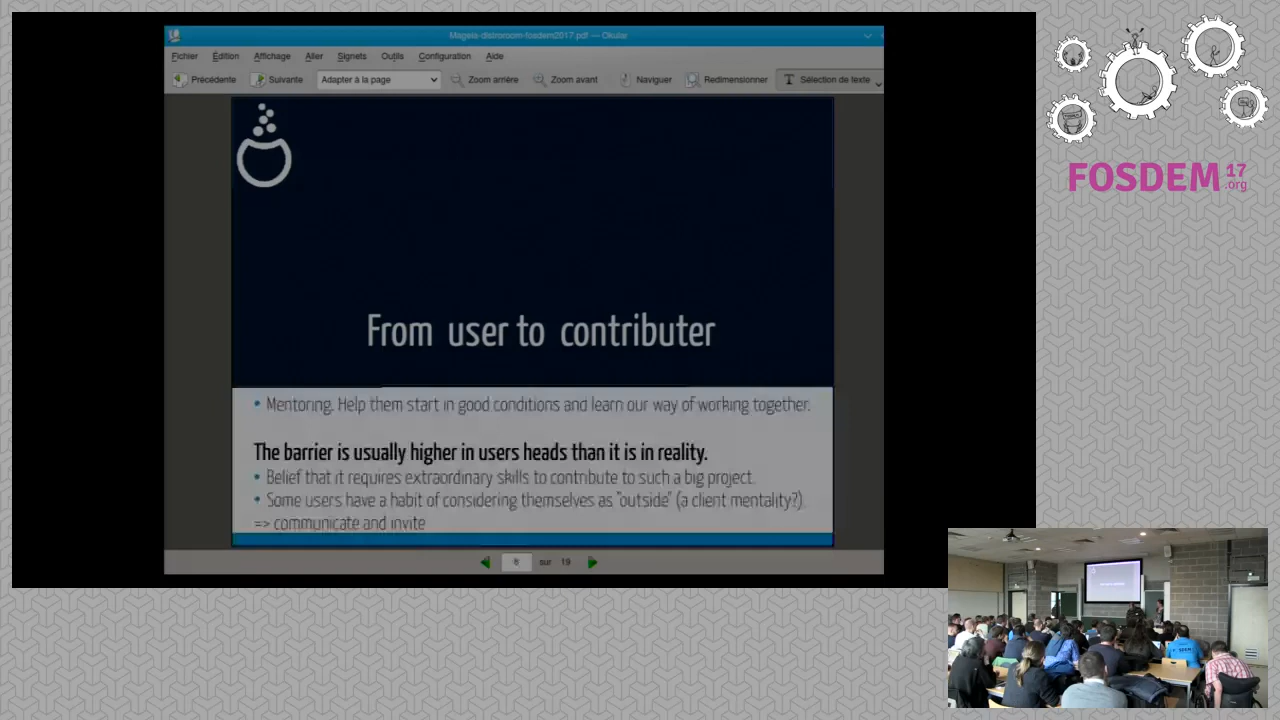 Mageia-distroroom-fosdem2017.pdf — Okular
Fichier Édition Affichage Aller Signets Outils Configuration Aide
Précédente Suivante Adapter à la page Zoom arrière Zoom avant Naviguer Redimensionner Sélection de texte
From user to contributer
• Mentoring. Help them start in good conditions and learn our way of working together.
The barrier is usually higher in users heads than it is in reality.
• Belief that it requires extraordinary skills to contribute to such a big project.
• Some users have a habit of considering themselves as "outside" (a client mentality?)
=> communicate and invite
sur 19
FOSDEM 17
.org